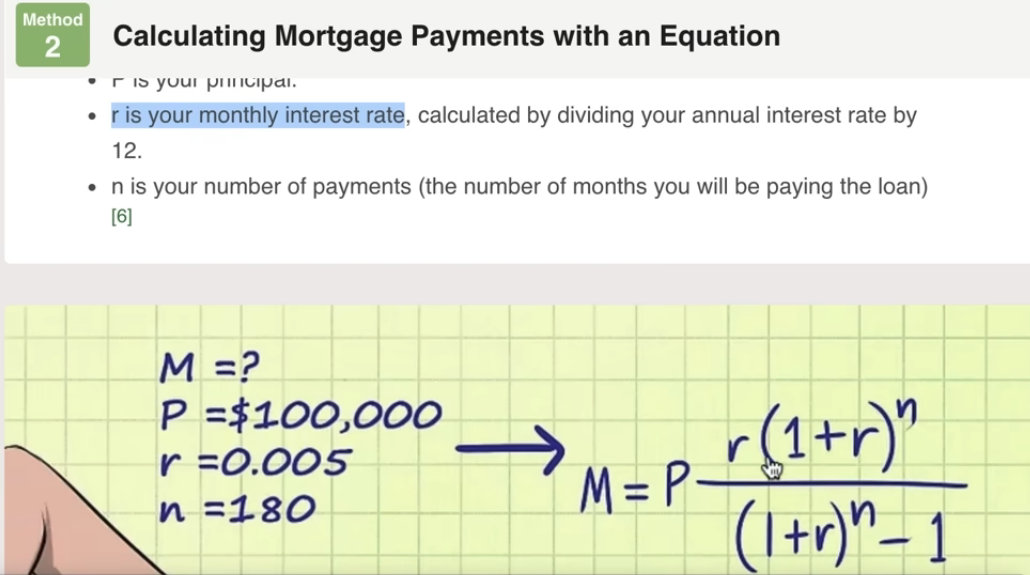 Method
2
Calculating Mortgage Payments with an Equation
• P is your principal.
• r is your monthly interest rate, calculated by dividing your annual interest rate by
12.
• n is your number of payments (the number of months you will be paying the loan)
[6]
M =?
P =$100,000
r =0.005
n =180
→ M = P r(1+r)^n / (1+r)^n - 1